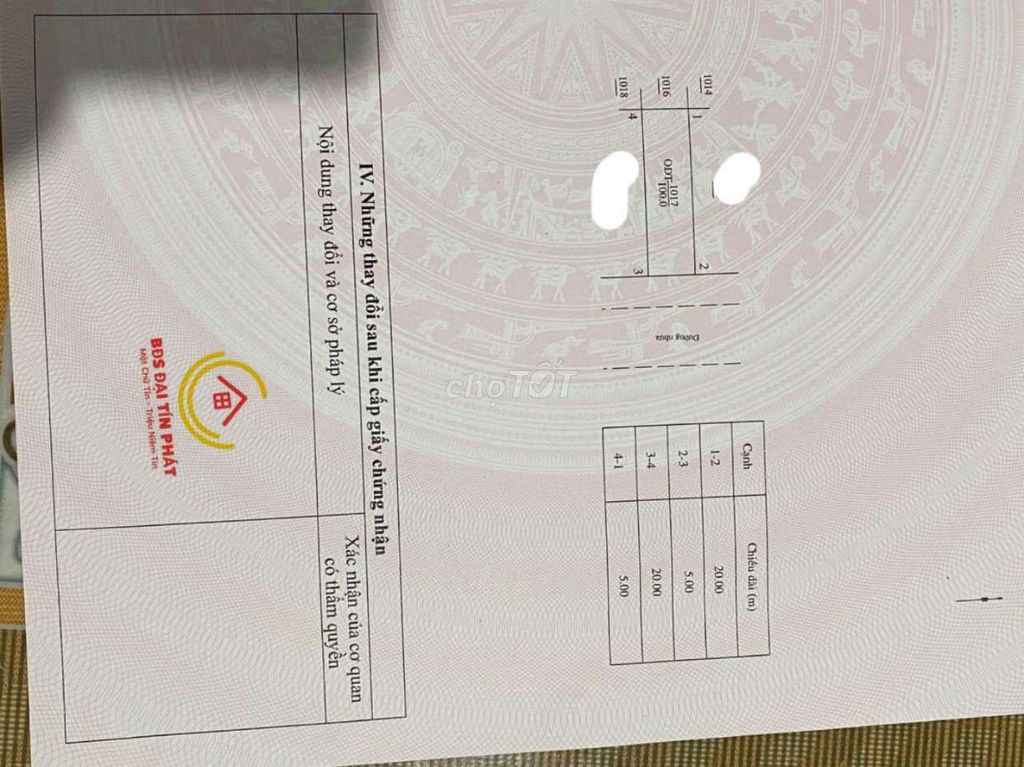 1014
1016
1018
1
2
3
4
ODT 1017
100.0
Đường nhựa
Cạnh
Chiều dài (m)
1-2
20.00
2-3
5.00
3-4
20.00
4-1
5.00
IV. Những thay đổi sau khi cấp giấy chứng nhận
Nội dung thay đổi và cơ sở pháp lý
Xác nhận của cơ quan
có thẩm quyền
chợTỐT
BĐS ĐẠI TÍN PHÁT
Một Chữ Tín - Triệu Niềm Tin